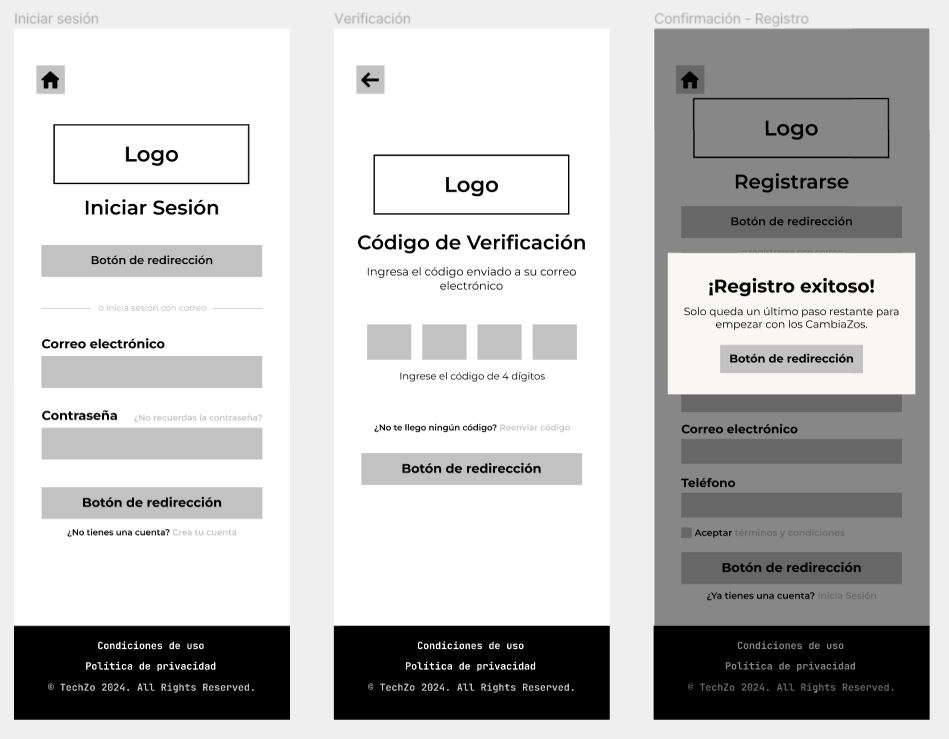 Iniciar sesión
Logo
Iniciar Sesión
Botón de redirección
o inicia sesión con correo
Correo electrónico
Contraseña
¿No recuerdas la contraseña?
Botón de redirección
¿No tienes una cuenta? Crea tu cuenta
Condiciones de uso
Política de privacidad
© TechZo 2024. All Rights Reserved.
Verificación
Logo
Código de Verificación
Ingresa el código enviado a su correo
electrónico
Ingrese el código de 4 dígitos
¿No te llego ningún código? Reenviar código
Botón de redirección
Condiciones de uso
Política de privacidad
© TechZo 2024. All Rights Reserved.
Confirmación - Registro
Logo
Registrarse
Botón de redirección
¡Registro exitoso!
Solo queda un último paso restante para
empezar con los CambiaZos.
Botón de redirección
Correo electrónico
Teléfono
Aceptar términos y condiciones
Botón de redirección
¿Ya tienes una cuenta? Inicia Sesión
Condiciones de uso
Política de privacidad
© TechZo 2024. All Rights Reserved.